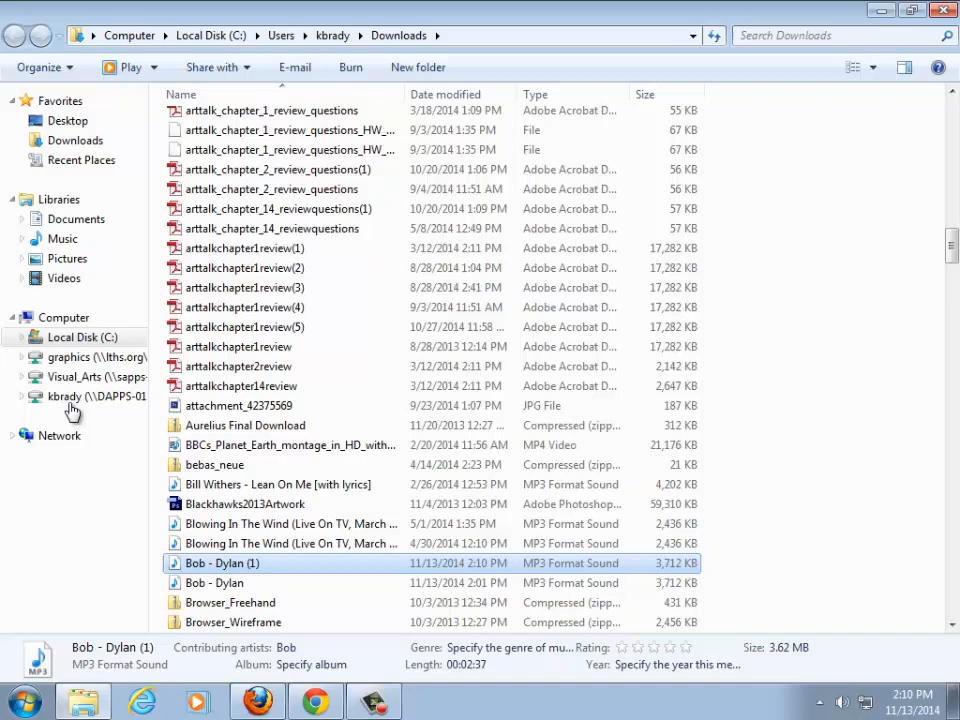 Computer Local Disk (C:) Users kbrady Downloads Search Downloads
Organize Play Share with E-mail Burn New folder
Favorites
Desktop
Downloads
Recent Places
Libraries
Documents
Music
Pictures
Videos
Computer
Local Disk (C:)
graphics (\\lths.org\
Visual_Arts (\\sapps-
kbrady (\\DAPPS-01
Network
Name Date modified Type Size
arttalk_chapter_1_review_questions 3/18/2014 1:09 PM Adobe Acrobat D... 55 KB
arttalk_chapter_1_review_questions_HW_... 9/3/2014 1:35 PM File 67 KB
arttalk_chapter_1_review_questions_HW_... 9/3/2014 1:35 PM File 67 KB
arttalk_chapter_2_review_questions(1) 10/20/2014 1:06 PM Adobe Acrobat D... 56 KB
arttalk_chapter_2_review_questions 9/4/2014 11:51 AM Adobe Acrobat D... 56 KB
arttalk_chapter_14_reviewquestions(1) 10/20/2014 1:09 PM Adobe Acrobat D... 57 KB
arttalk_chapter_14_reviewquestions 5/8/2014 12:49 PM Adobe Acrobat D... 57 KB
arttalkchapter1review(1) 3/12/2014 2:11 PM Adobe Acrobat D... 17,282 KB
arttalkchapter1review(2) 8/28/2014 1:04 PM Adobe Acrobat D... 17,282 KB
arttalkchapter1review(3) 8/28/2014 2:41 PM Adobe Acrobat D... 17,282 KB
arttalkchapter1review(4) 9/3/2014 11:51 AM Adobe Acrobat D... 17,282 KB
arttalkchapter1review(5) 10/27/2014 11:58 ... Adobe Acrobat D... 17,282 KB
arttalkchapter1review 8/28/2013 12:14 PM Adobe Acrobat D... 17,282 KB
arttalkchapter2review 3/12/2014 2:11 PM Adobe Acrobat D... 2,142 KB
arttalkchapter14review 3/12/2014 2:11 PM Adobe Acrobat D... 2,647 KB
attachment_42375569 9/23/2014 1:07 PM JPG File 187 KB
Aurelius Final Download 11/20/2013 12:27 ... Compressed (zipp... 312 KB
BBCs_Planet_Earth_montage_in_HD_with... 2/20/2014 11:56 AM MP4 Video 21,176 KB
bebas_neue 4/14/2014 2:23 PM Compressed (zipp... 21 KB
Bill Withers - Lean On Me [with lyrics] 2/26/2014 12:53 PM MP3 Format Sound 4,202 KB
Blackhawks2013Artwork 11/4/2013 12:03 PM Adobe Photoshop... 59,310 KB
Blowing In The Wind (Live On TV, March ... 5/1/2014 1:35 PM MP3 Format Sound 2,436 KB
Blowing In The Wind (Live On TV, March ... 4/30/2014 12:10 PM MP3 Format Sound 2,436 KB
Bob - Dylan (1) 11/13/2014 2:10 PM MP3 Format Sound 3,712 KB
Bob - Dylan 11/13/2014 2:01 PM MP3 Format Sound 3,712 KB
Browser_Freehand 10/3/2013 12:34 PM Compressed (zipp... 431 KB
Browser_Wireframe 10/3/2013 12:27 PM Compressed (zipp... 2,456 KB
Bob - Dylan (1) Contributing artists: Bob Genre: Specify the genre of mu... Rating: Size: 3.62 MB
MP3 Format Sound Album: Specify album Length: 00:02:37 Year: Specify the year this me...
MP3
2:10 PM
11/13/2014